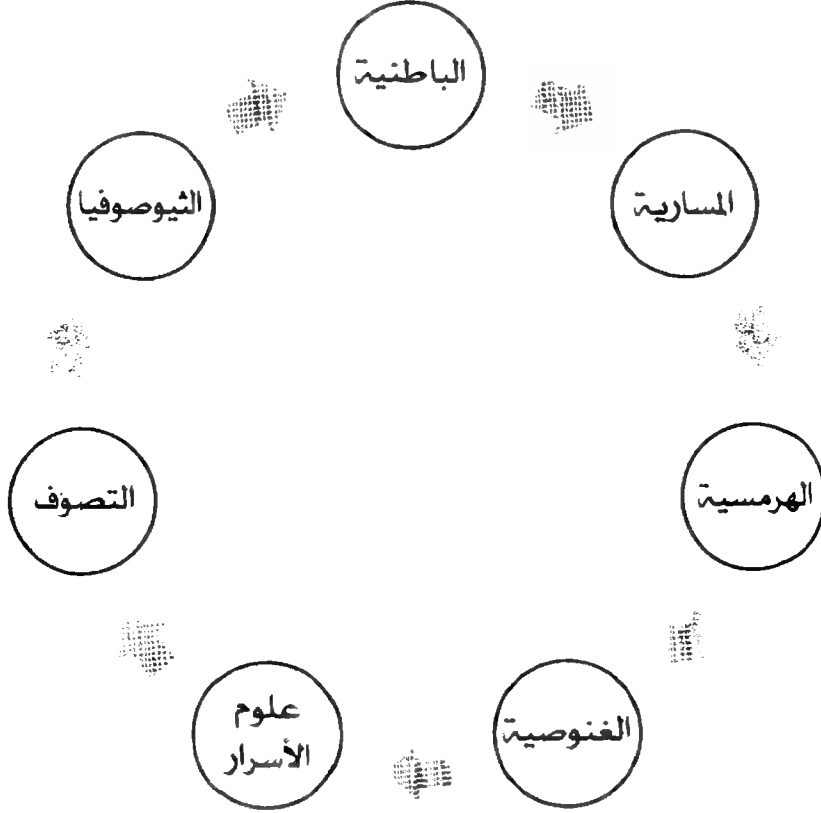 الباطنية
المسارية
الهرمسية
الغنوصية
علوم
الأسرار
التصوف
الثيوصوفيا